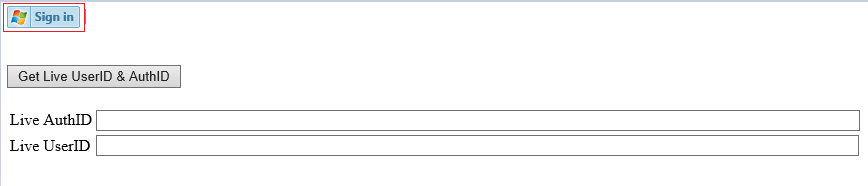 Sign in
Get Live UserID & AuthID
Live AuthID
Live UserID